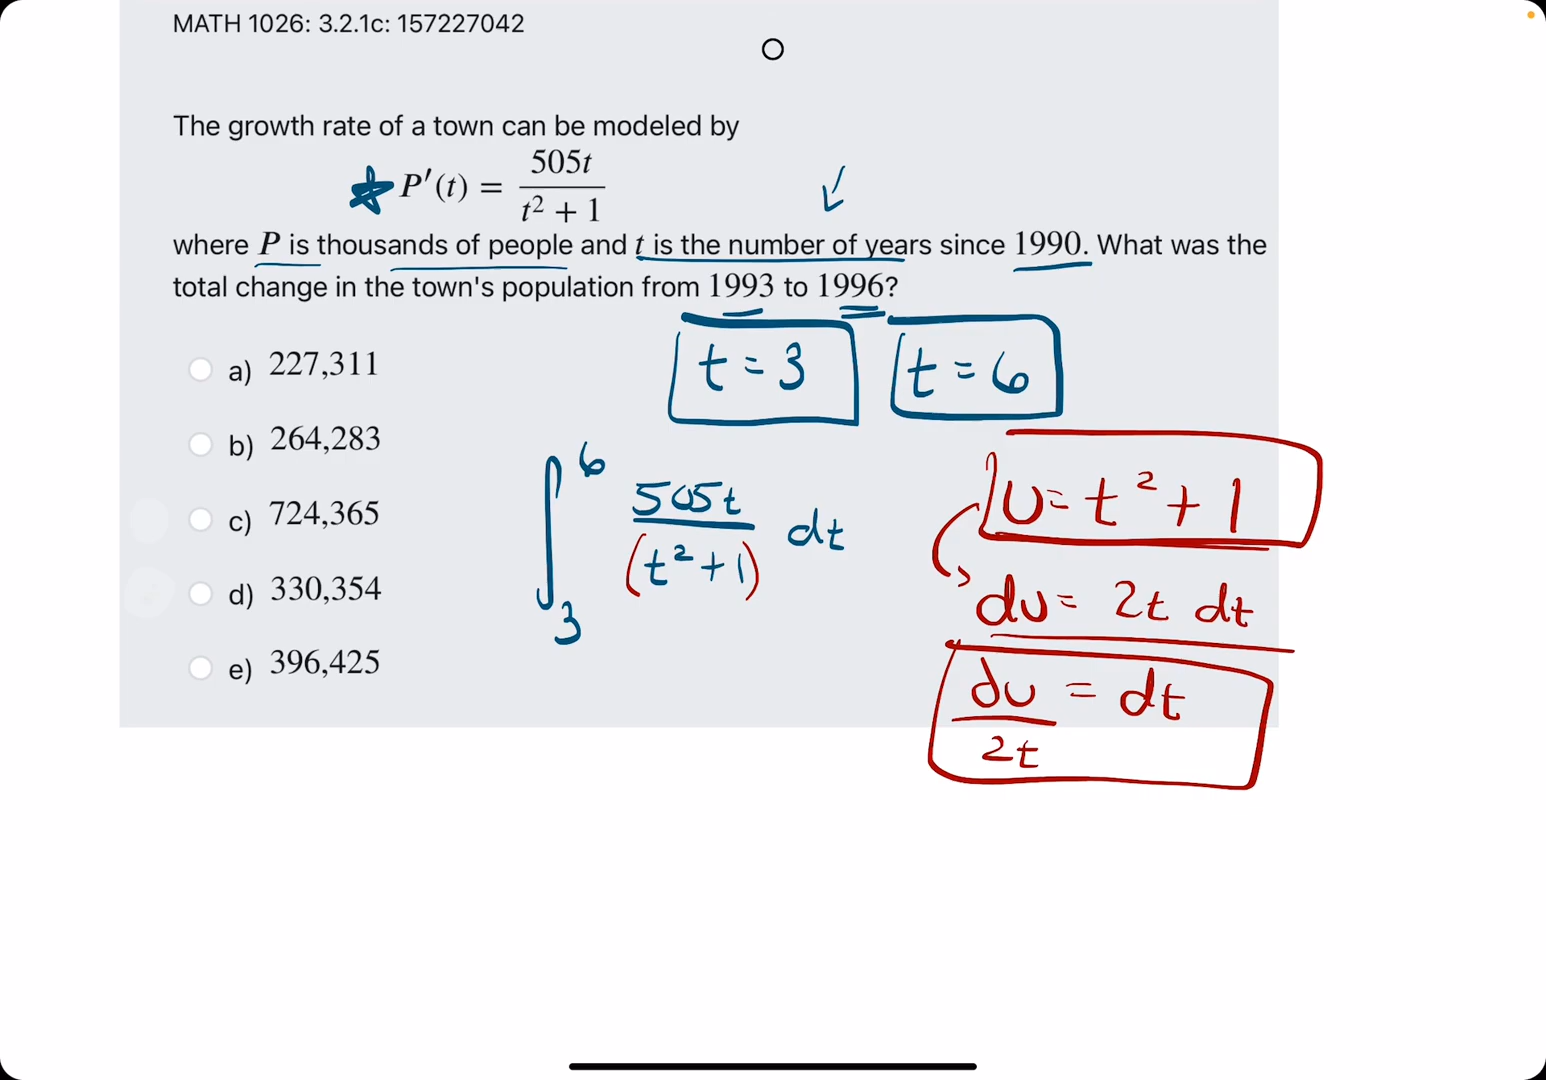 MATH 1026: 3.2.1c: 157227042
The growth rate of a town can be modeled by
P′(t) = 505t / (t² + 1)
where P is thousands of people and t is the number of years since 1990. What was the
total change in the town's population from 1993 to 1996?
a) 227,311
b) 264,283
c) 724,365
d) 330,354
e) 396,425
t = 3
t = 6
∫₃⁶ 505t / (t² + 1) dt
u = t² + 1
du = 2t dt
du / 2t = dt